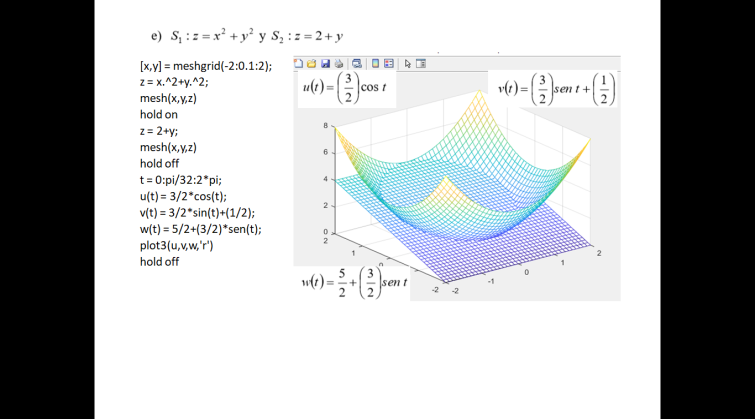 e) S₁ : z = x² + y² y S₂ : z = 2 + y
[x,y] = meshgrid(-2:0.1:2);
z = x.^2+y.^2;
mesh(x,y,z)
hold on
z = 2+y;
mesh(x,y,z)
hold off
t = 0:pi/32:2*pi;
u(t) = 3/2*cos(t);
v(t) = 3/2*sin(t)+(1/2);
w(t) = 5/2+(3/2)*sen(t);
plot3(u,v,w,'r')
hold off
u(t) = (3/2) cos t
v(t) = (3/2) sen t + (1/2)
8
6
4
2
0
2
1
0
-2
-2
-1
0
1
2
w(t) = 5/2 + (3/2) sen t